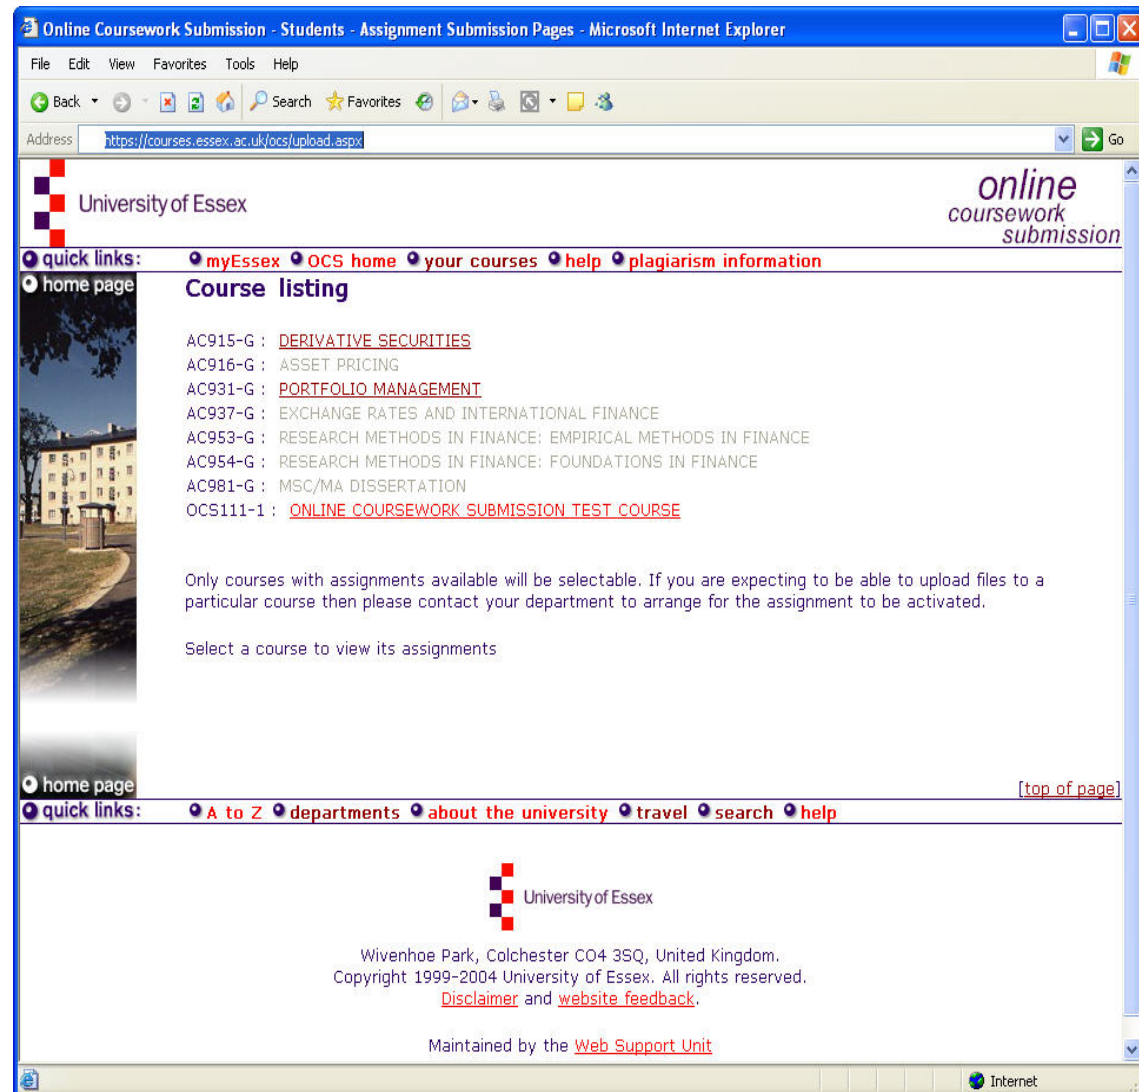 Online Coursework Submission - Students - Assignment Submission Pages - Microsoft Internet Explorer
File Edit View Favorites Tools Help
Back Search Favorites
Address https://courses.essex.ac.uk/ocs/upload.aspx Go
University of Essex
online
coursework
submission
quick links: myEssex OCS home your courses help plagiarism information
home page
Course listing
AC915-G : DERIVATIVE SECURITIES
AC916-G : ASSET PRICING
AC931-G : PORTFOLIO MANAGEMENT
AC937-G : EXCHANGE RATES AND INTERNATIONAL FINANCE
AC953-G : RESEARCH METHODS IN FINANCE: EMPIRICAL METHODS IN FINANCE
AC954-G : RESEARCH METHODS IN FINANCE: FOUNDATIONS IN FINANCE
AC981-G : MSC/MA DISSERTATION
OCS111-1 : ONLINE COURSEWORK SUBMISSION TEST COURSE
Only courses with assignments available will be selectable. If you are expecting to be able to upload files to a
particular course then please contact your department to arrange for the assignment to be activated.
Select a course to view its assignments
home page
[top of page]
quick links: A to Z departments about the university travel search help
University of Essex
Wivenhoe Park, Colchester CO4 3SQ, United Kingdom.
Copyright 1999-2004 University of Essex. All rights reserved.
Disclaimer and website feedback.
Maintained by the Web Support Unit
Internet